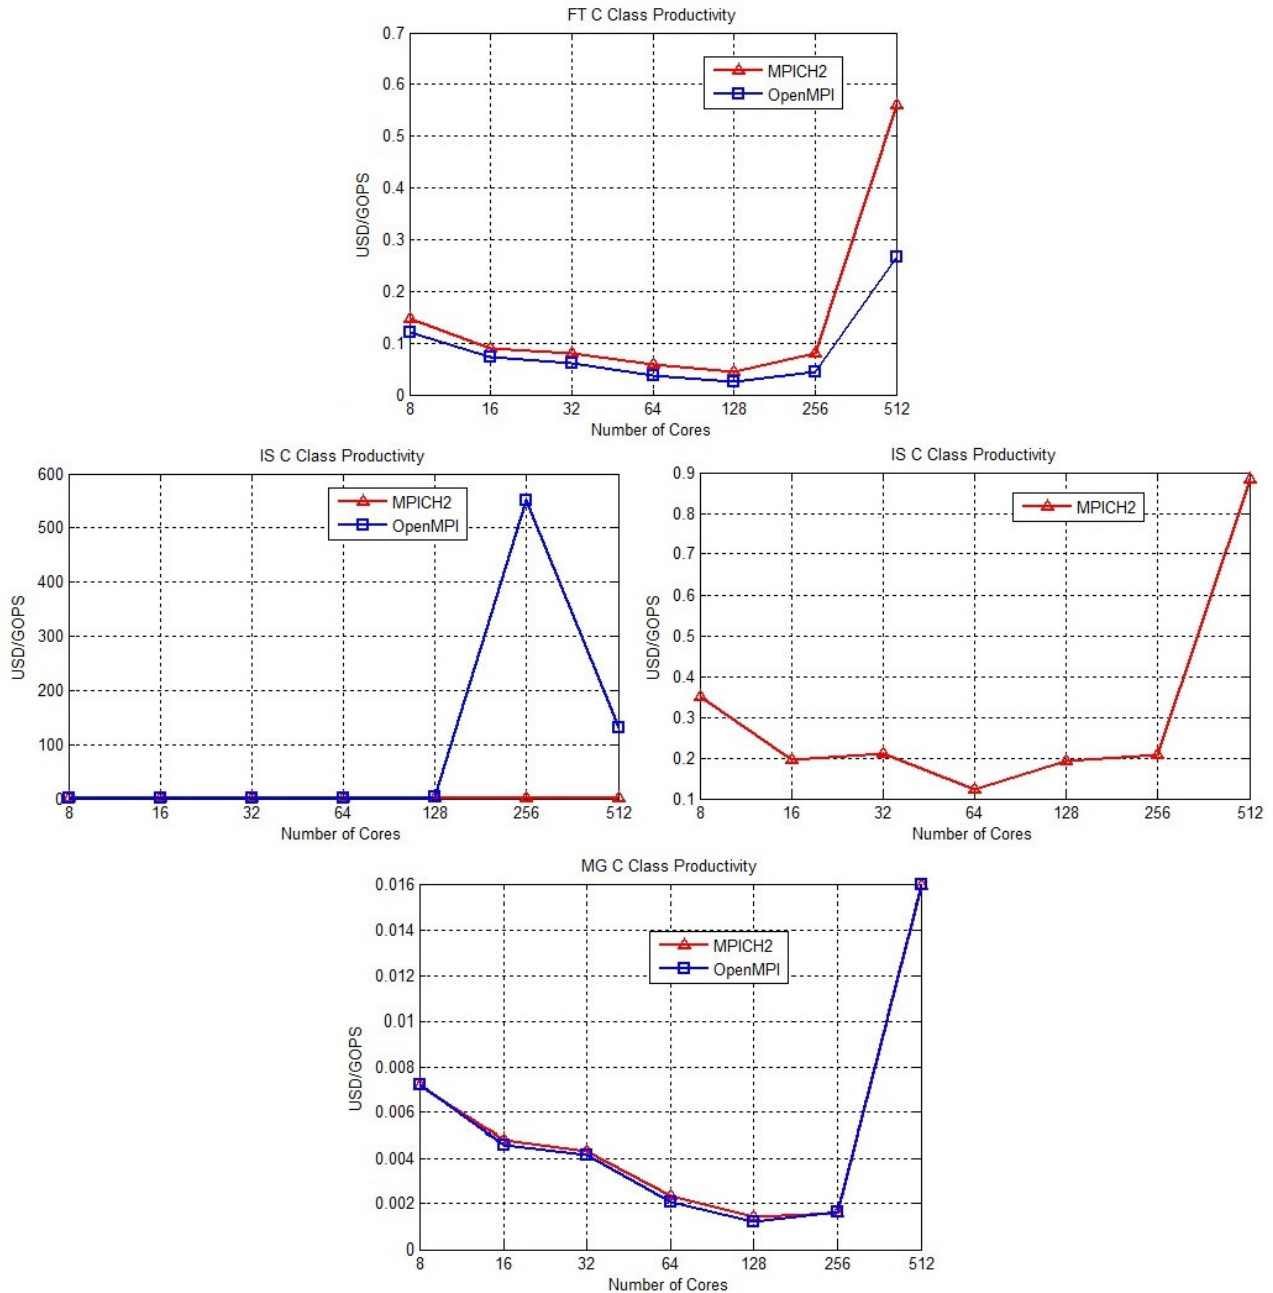 FT C Class Productivity
0.7
0.6
0.5
0.4
0.3
0.2
0.1
0
USD/GOPS
MPICH2
OpenMPI
8 16 32 64 128 256 512
Number of Cores
IS C Class Productivity
600
500
400
300
200
100
0
USD/GOPS
MPICH2
OpenMPI
8 16 32 64 128 256 512
Number of Cores
IS C Class Productivity
0.9
0.8
0.7
0.6
0.5
0.4
0.3
0.2
0.1
USD/GOPS
MPICH2
8 16 32 64 128 256 512
Number of Cores
MG C Class Productivity
0.016
0.014
0.012
0.01
0.008
0.006
0.004
0.002
0
USD/GOPS
MPICH2
OpenMPI
8 16 32 64 128 256 512
Number of Cores